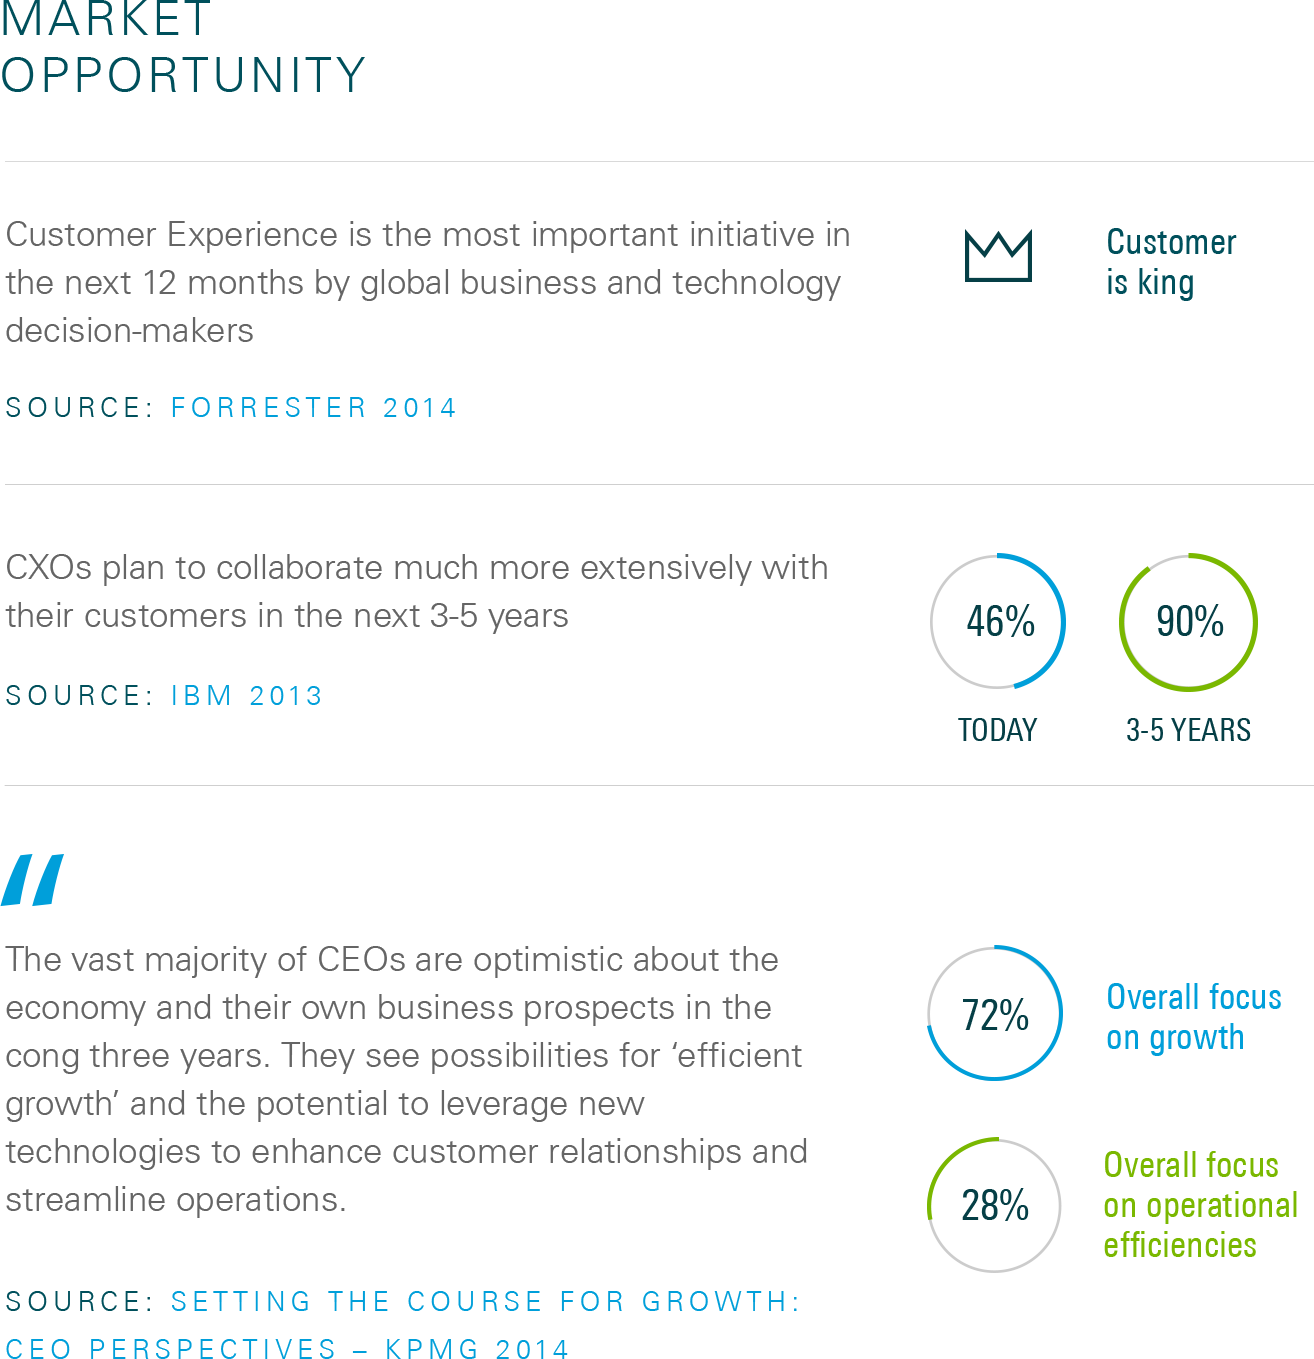 MARKET
OPPORTUNITY
Customer Experience is the most important initiative in
the next 12 months by global business and technology
decision-makers
SOURCE: FORRESTER 2014
Customer
is king
CXOs plan to collaborate much more extensively with
their customers in the next 3-5 years
SOURCE: IBM 2013
46%
TODAY
90%
3-5 YEARS
“
The vast majority of CEOs are optimistic about the
economy and their own business prospects in the
cong three years. They see possibilities for ‘efficient
growth’ and the potential to leverage new
technologies to enhance customer relationships and
streamline operations.
SOURCE: SETTING THE COURSE FOR GROWTH:
CEO PERSPECTIVES – KPMG 2014
72%
Overall focus
on growth
28%
Overall focus
on operational
efficiencies